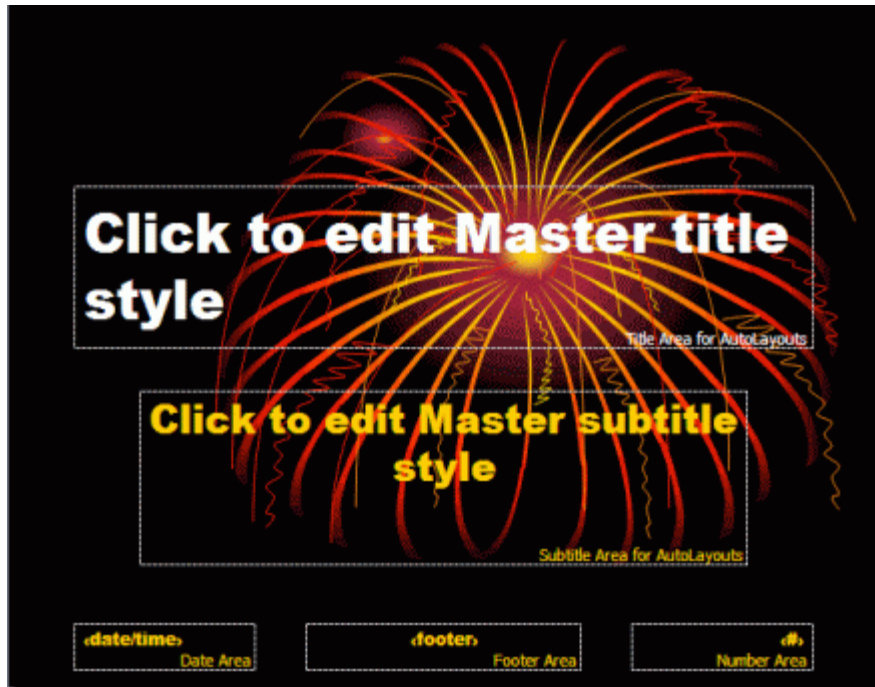 Click to edit Master title
style
Title Area for AutoLayouts
Click to edit Master subtitle
style
Subtitle Area for AutoLayouts
‹date/time›
Date Area
‹footer›
Footer Area
‹#›
Number Area